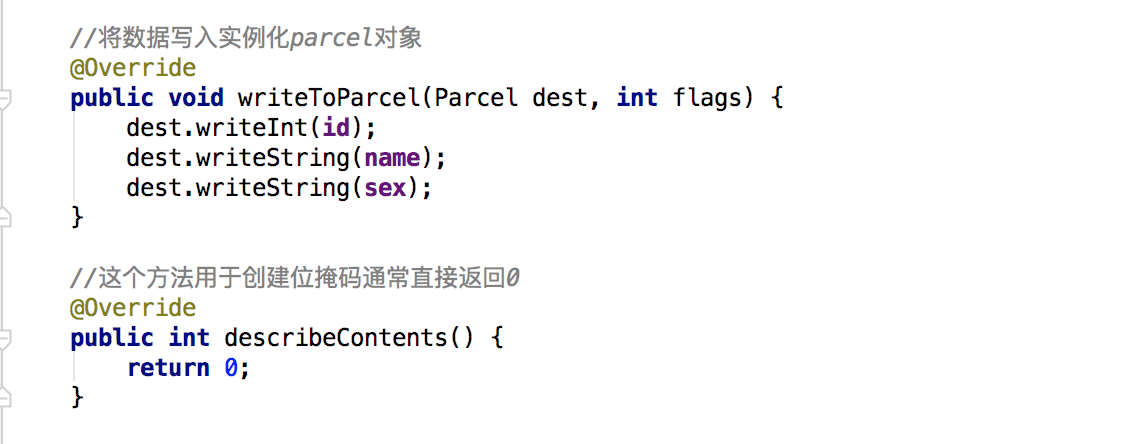 //将数据写入实例化parcel对象
@Override
public void writeToParcel(Parcel dest, int flags) {
dest.writeInt(id);
dest.writeString(name);
dest.writeString(sex);
}
//这个方法用于创建位掩码通常直接返回0
@Override
public int describeContents() {
return 0;
}